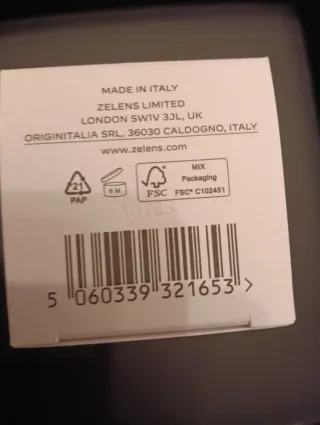 MADE IN ITALY
ZELENS LIMITED
LONDON SW1V 3JL, UK
ORIGINITALIA SRL, 36030 CALDOGNO, ITALY
www.zelens.com
21
PAP
6 M
FSC
MIX
Packaging
FSC® C102451
5 060339 321653 >